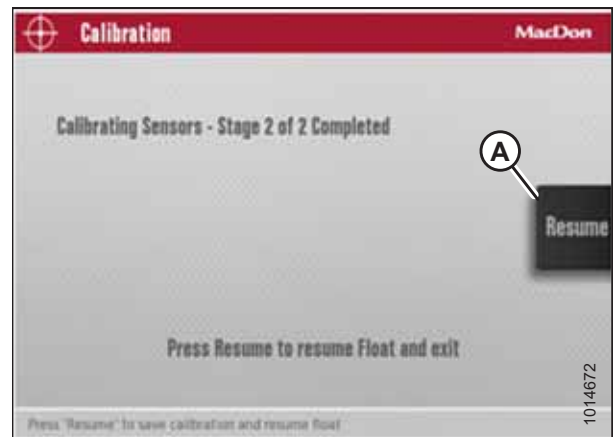 Calibration
MacDon
Calibrating Sensors - Stage 2 of 2 Completed
A
Resume
Press Resume to resume Float and exit
Press "Resume" to save calibration and resume float
1014672